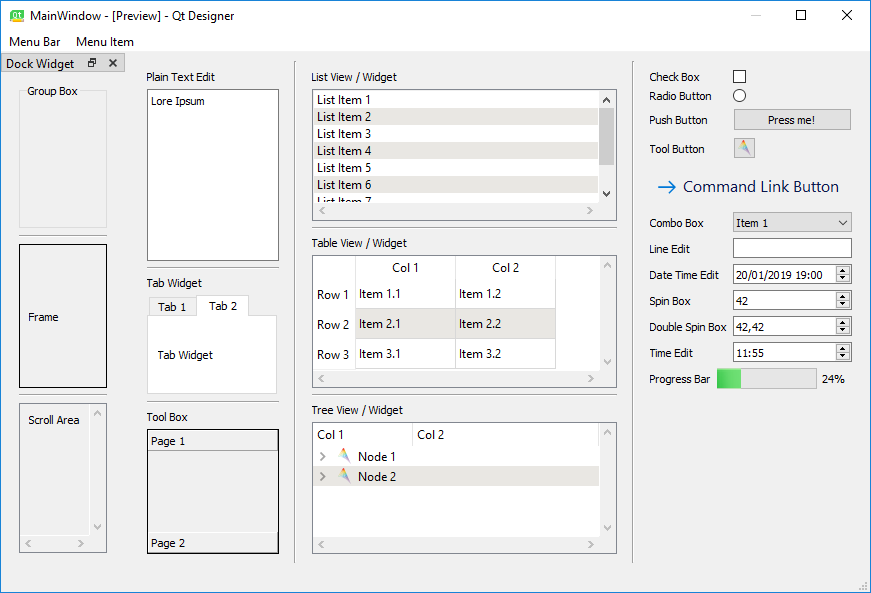 MainWindow - [Preview] - Qt Designer
Menu Bar Menu Item
Dock Widget
Group Box
Frame
Scroll Area
Plain Text Edit
Lore Ipsum
Tab Widget
Tab 1 Tab 2
Tab Widget
Tool Box
Page 1
Page 2
List View / Widget
List Item 1
List Item 2
List Item 3
List Item 4
List Item 5
List Item 6
List Item 7
Table View / Widget
Col 1 Col 2
Row 1 Item 1.1 Item 1.2
Row 2 Item 2.1 Item 2.2
Row 3 Item 3.1 Item 3.2
Tree View / Widget
Col 1 Col 2
Node 1
Node 2
Check Box
Radio Button
Push Button Press me!
Tool Button
Command Link Button
Combo Box Item 1
Line Edit
Date Time Edit 20/01/2019 19:00
Spin Box 42
Double Spin Box 42,42
Time Edit 11:55
Progress Bar 24%